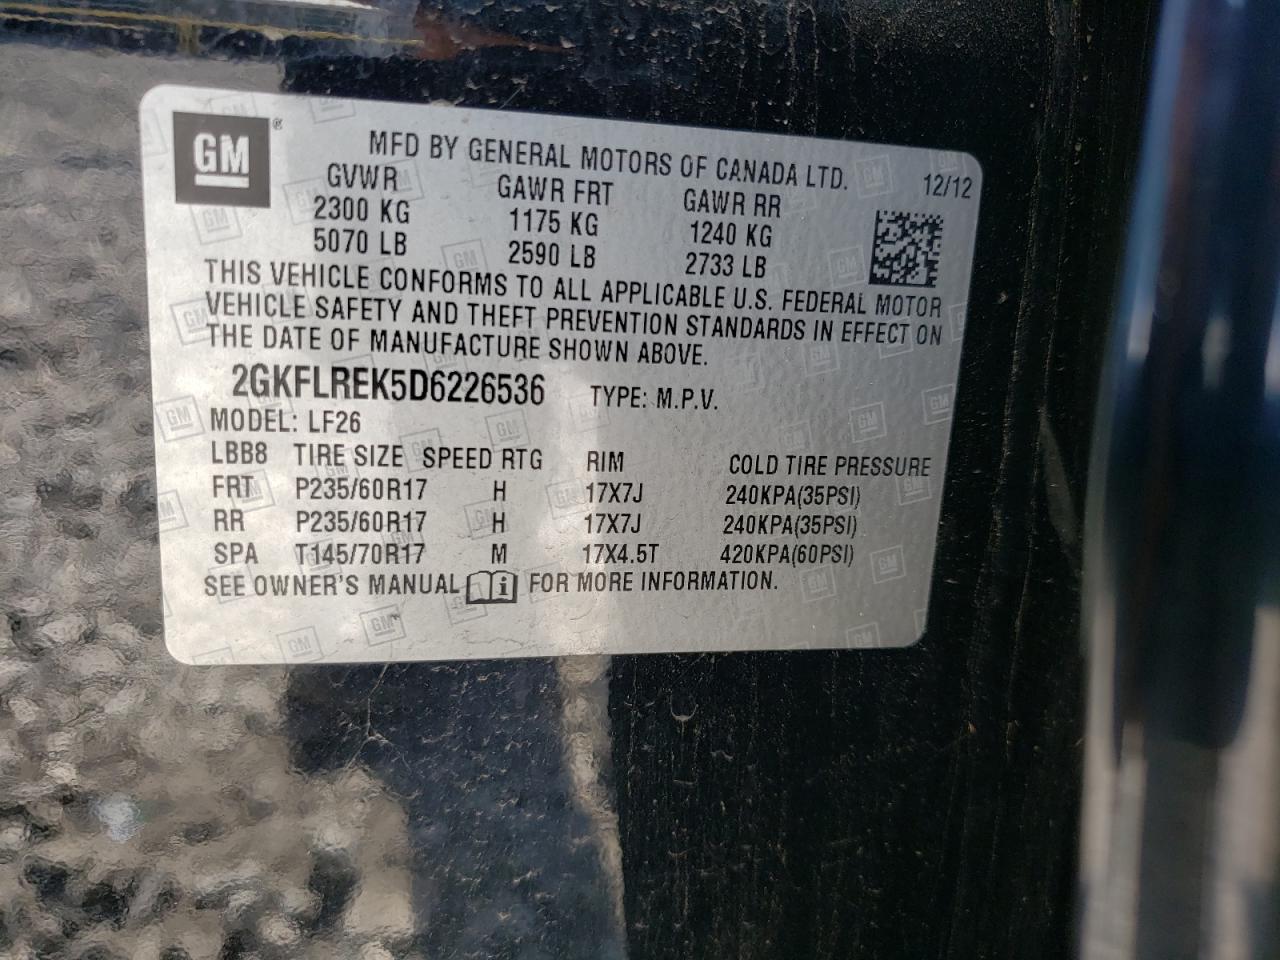 GM
MFD BY GENERAL MOTORS OF CANADA LTD.
12/12
GVWR GAWR FRT GAWR RR
2300 KG 1175 KG 1240 KG
5070 LB 2590 LB 2733 LB
THIS VEHICLE CONFORMS TO ALL APPLICABLE U.S. FEDERAL MOTOR
VEHICLE SAFETY AND THEFT PREVENTION STANDARDS IN EFFECT ON
THE DATE OF MANUFACTURE SHOWN ABOVE.
2GKFLREK5D6226536 TYPE: M.P.V.
MODEL: LF26
LBB8 TIRE SIZE SPEED RTG RIM COLD TIRE PRESSURE
FRT P235/60R17 H 17X7J 240KPA(35PSI)
RR P235/60R17 H 17X7J 240KPA(35PSI)
SPA T145/70R17 M 17X4.5T 420KPA(60PSI)
SEE OWNER'S MANUAL FOR MORE INFORMATION.